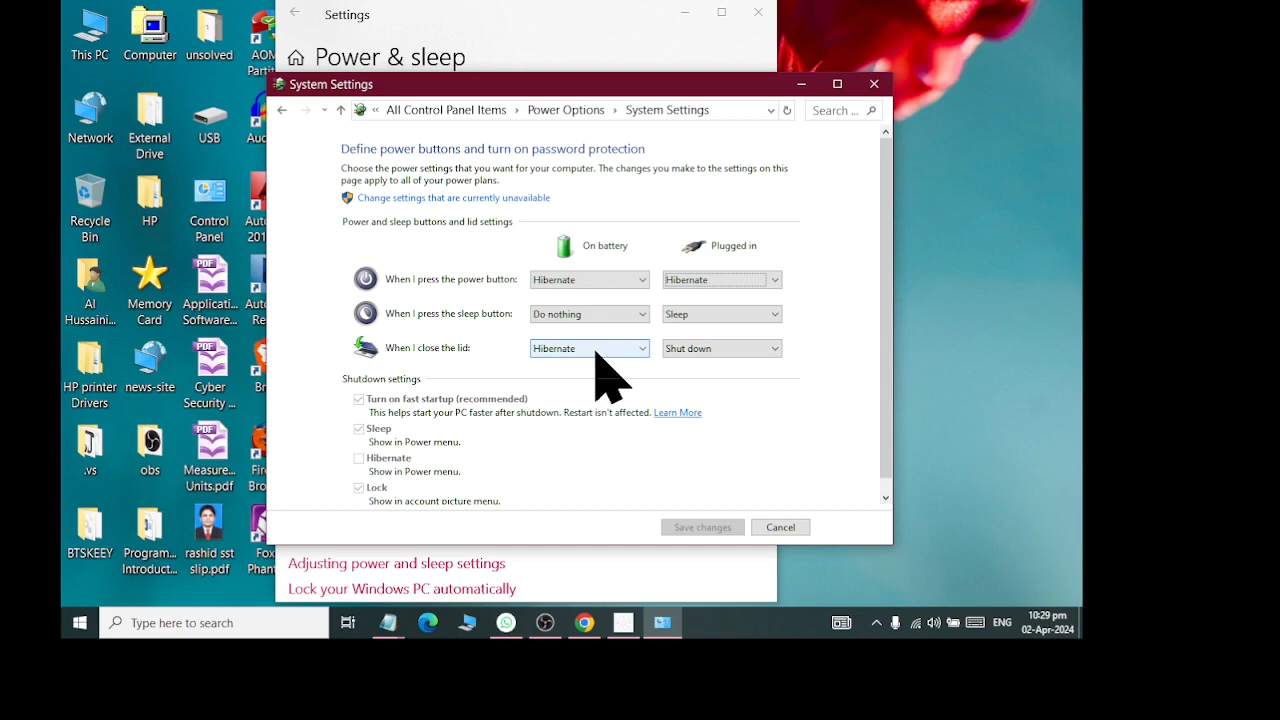 Settings
Power & sleep
System Settings
« All Control Panel Items › Power Options › System Settings
Search ...
Define power buttons and turn on password protection
Choose the power settings that you want for your computer. The changes you make to the settings on this
page apply to all of your power plans.
Change settings that are currently unavailable
Power and sleep buttons and lid settings
On battery Plugged in
When I press the power button: Hibernate Hibernate
When I press the sleep button: Do nothing Sleep
When I close the lid: Hibernate Shut down
Shutdown settings
Turn on fast startup (recommended)
This helps start your PC faster after shutdown. Restart isn't affected. Learn More
Sleep
Show in Power menu.
Hibernate
Show in Power menu.
Lock
Show in account picture menu.
Save changes Cancel
Adjusting power and sleep settings
Lock your Windows PC automatically
This PC
Computer
unsolved
AOM
Parti
Network
External
Drive
USB
Recycle
Bin
HP
Control
Panel
Auto
201
Al
Hussaini...
Memory
Card
Applicati...
Software...
HP printer
Drivers
news-site
Cyber
Security ...
.vs
obs
Measure...
Units.pdf
BTSKEEY
Program...
Introduct...
rashid sst
slip.pdf
Fox
Phant
Type here to search
ENG
10:29 pm
02-Apr-2024